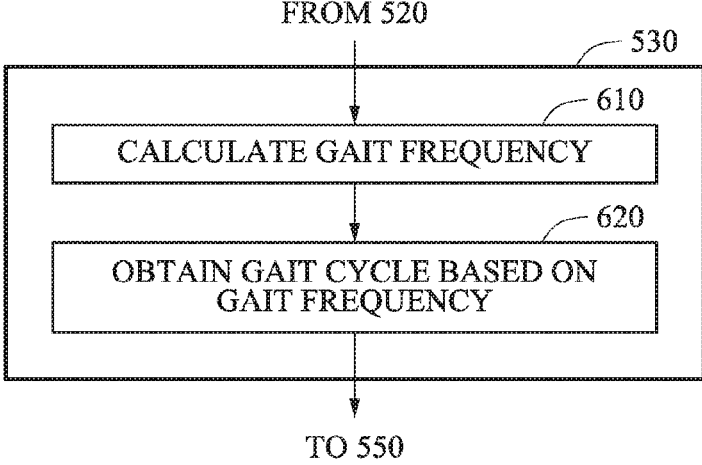 FROM 520
530
610
CALCULATE GAIT FREQUENCY
620
OBTAIN GAIT CYCLE BASED ON
GAIT FREQUENCY
TO 550